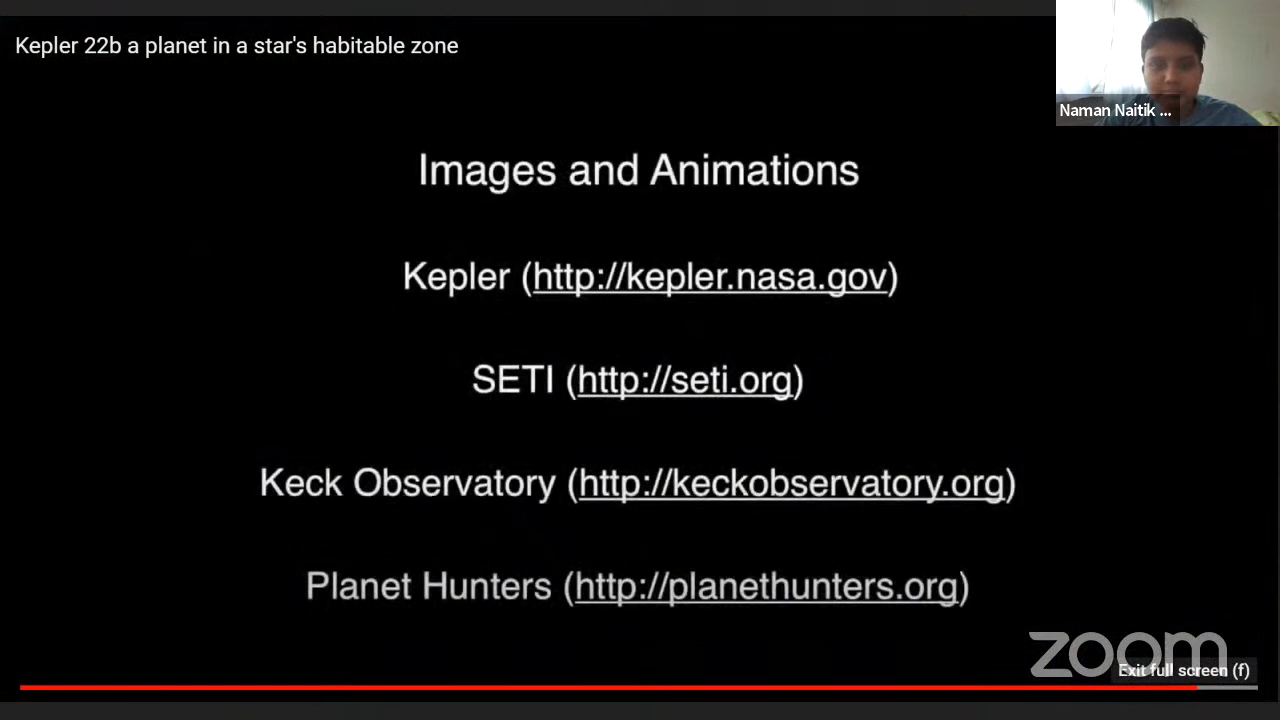 Kepler 22b a planet in a star's habitable zone
Naman Naitik ...
Images and Animations
Kepler (http://kepler.nasa.gov)
SETI (http://seti.org)
Keck Observatory (http://keckobservatory.org)
Planet Hunters (http://planethunters.org)
zoom
Exit full screen (f)